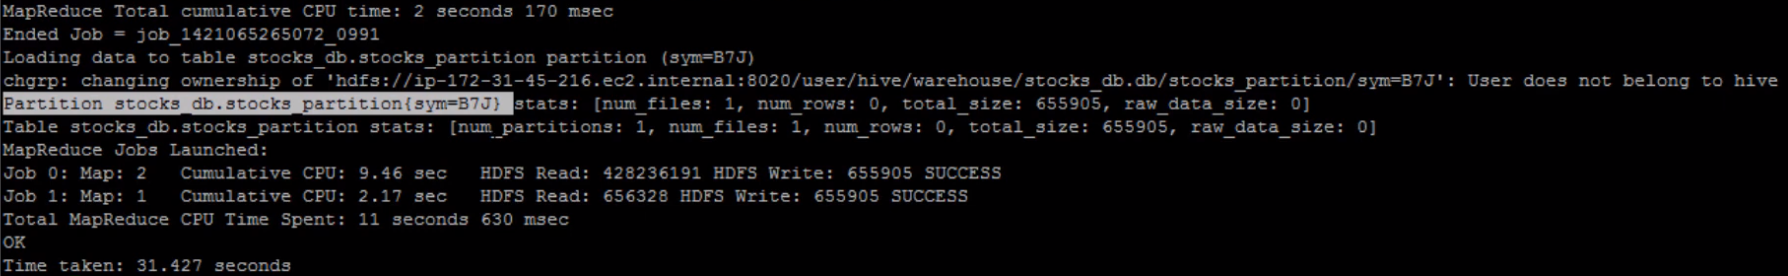 MapReduce Total cumulative CPU time: 2 seconds 170 msec
Ended Job = job_1421065265072_0991
Loading data to table stocks_db.stocks_partition partition (sym=B7J)
chgrp: changing ownership of 'hdfs://ip-172-31-45-216.ec2.internal:8020/user/hive/warehouse/stocks_db.db/stocks_partition/sym=B7J': User does not belong to hive
Partition stocks_db.stocks_partition{sym=B7J} stats: [num_files: 1, num_rows: 0, total_size: 655905, raw_data_size: 0]
Table stocks_db.stocks_partition stats: [num_partitions: 1, num_files: 1, num_rows: 0, total_size: 655905, raw_data_size: 0]
MapReduce Jobs Launched:
Job 0: Map: 2   Cumulative CPU: 9.46 sec   HDFS Read: 428236191 HDFS Write: 655905 SUCCESS
Job 1: Map: 1   Cumulative CPU: 2.17 sec   HDFS Read: 656328 HDFS Write: 655905 SUCCESS
Total MapReduce CPU Time Spent: 11 seconds 630 msec
OK
Time taken: 31.427 seconds